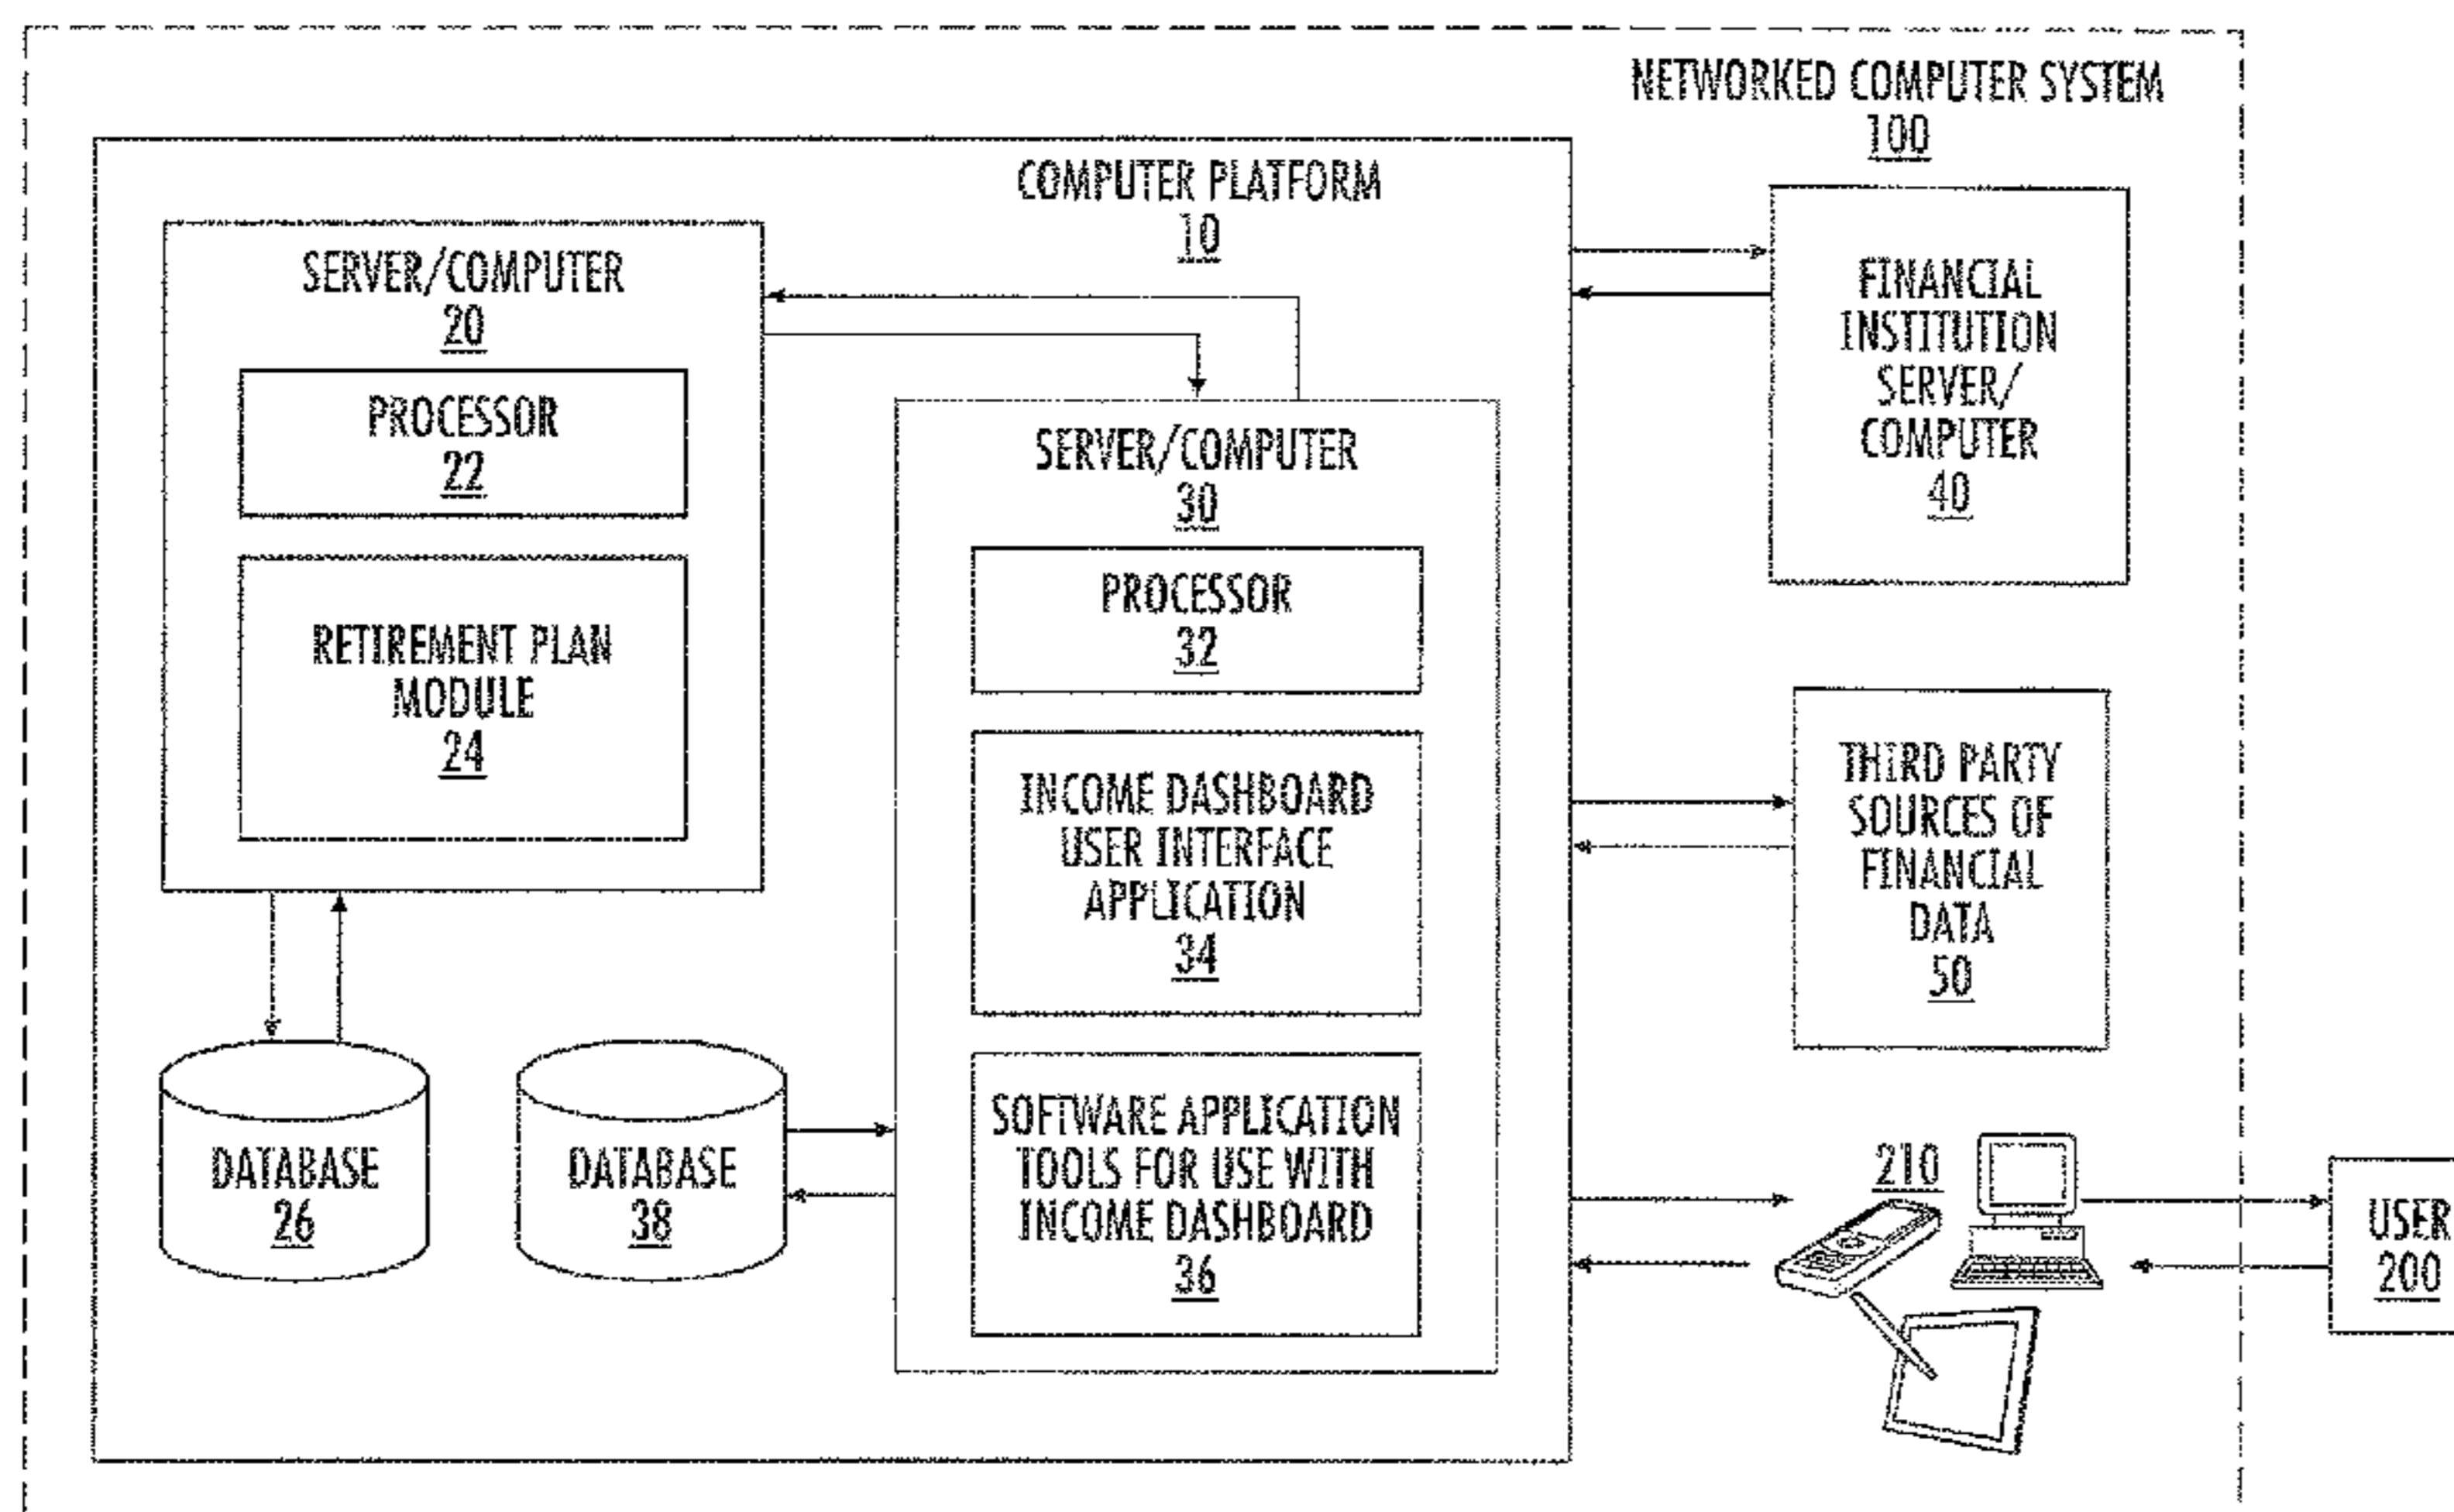 NETWORKED COMPUTER SYSTEM
100
COMPUTER PLATFORM
10
SERVER/COMPUTER
20
PROCESSOR
22
RETIREMENT PLAN
MODULE
24
DATABASE
26
DATABASE
38
SERVER/COMPUTER
30
PROCESSOR
32
INCOME DASHBOARD
USER INTERFACE
APPLICATION
34
SOFTWARE APPLICATION
TOOLS FOR USE WITH
INCOME DASHBOARD
36
FINANCIAL
INSTITUTION
SERVER/
COMPUTER
40
THIRD PARTY
SOURCES OF
FINANCIAL
DATA
50
210
USER
200